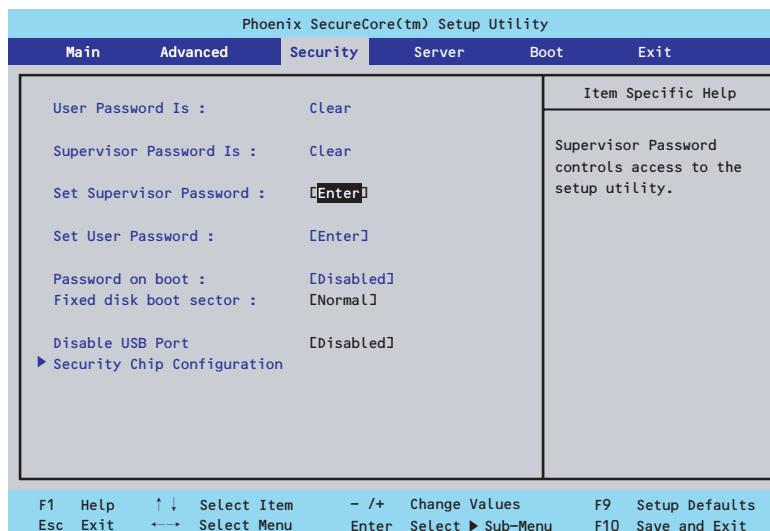 Phoenix SecureCore(tm) Setup Utility
Main Advanced Security Server Boot Exit
User Password Is : Clear
Supervisor Password Is : Clear
Set Supervisor Password : [Enter]
Set User Password : [Enter]
Password on boot : [Disabled]
Fixed disk boot sector : [Normal]
Disable USB Port [Disabled]
▶ Security Chip Configuration
Item Specific Help
Supervisor Password
controls access to the
setup utility.
F1 Help ↑↓ Select Item − /+ Change Values F9 Setup Defaults
Esc Exit ←→ Select Menu Enter Select ▶ Sub−Menu F10 Save and Exit